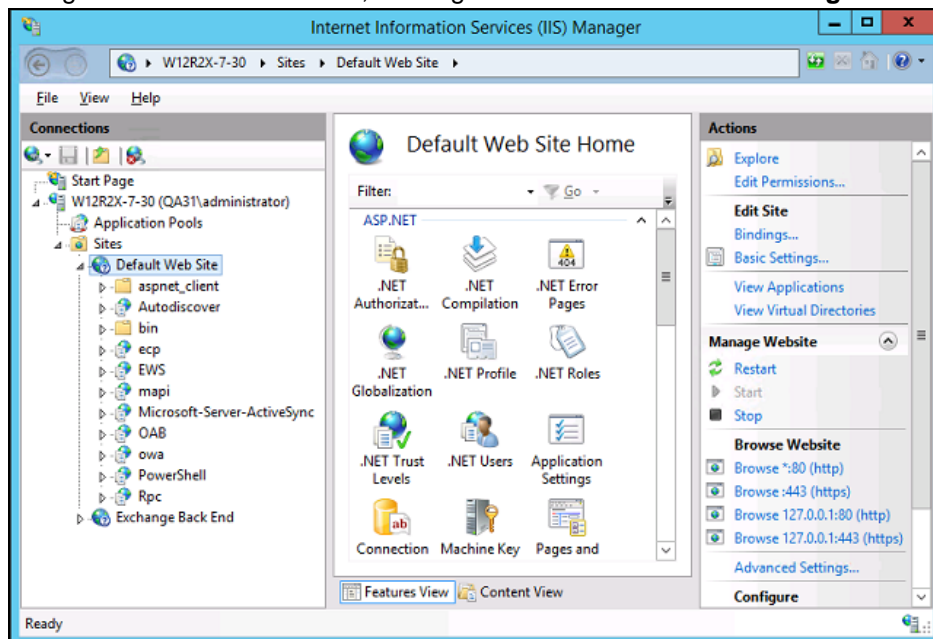 Internet Information Services (IIS) Manager
W12R2X-7-30 Sites Default Web Site
File View Help
Connections
Start Page
W12R2X-7-30 (QA31\administrator)
Application Pools
Sites
Default Web Site
aspnet_client
Autodiscover
bin
ecp
EWS
mapi
Microsoft-Server-ActiveSync
OAB
owa
PowerShell
Rpc
Exchange Back End
Default Web Site Home
Filter: Go
ASP.NET
.NET Authorizat...
.NET Compilation
.NET Error Pages
404
.NET Globalization
.NET Profile
.NET Roles
.NET Trust Levels
.NET Users
Application Settings
ab
Connection
Machine Key
Pages and
Features View Content View
Actions
Explore
Edit Permissions...
Edit Site
Bindings...
Basic Settings...
View Applications
View Virtual Directories
Manage Website
Restart
Start
Stop
Browse Website
Browse *:80 (http)
Browse :443 (https)
Browse 127.0.0.1:80 (http)
Browse 127.0.0.1:443 (https)
Advanced Settings...
Configure
Ready